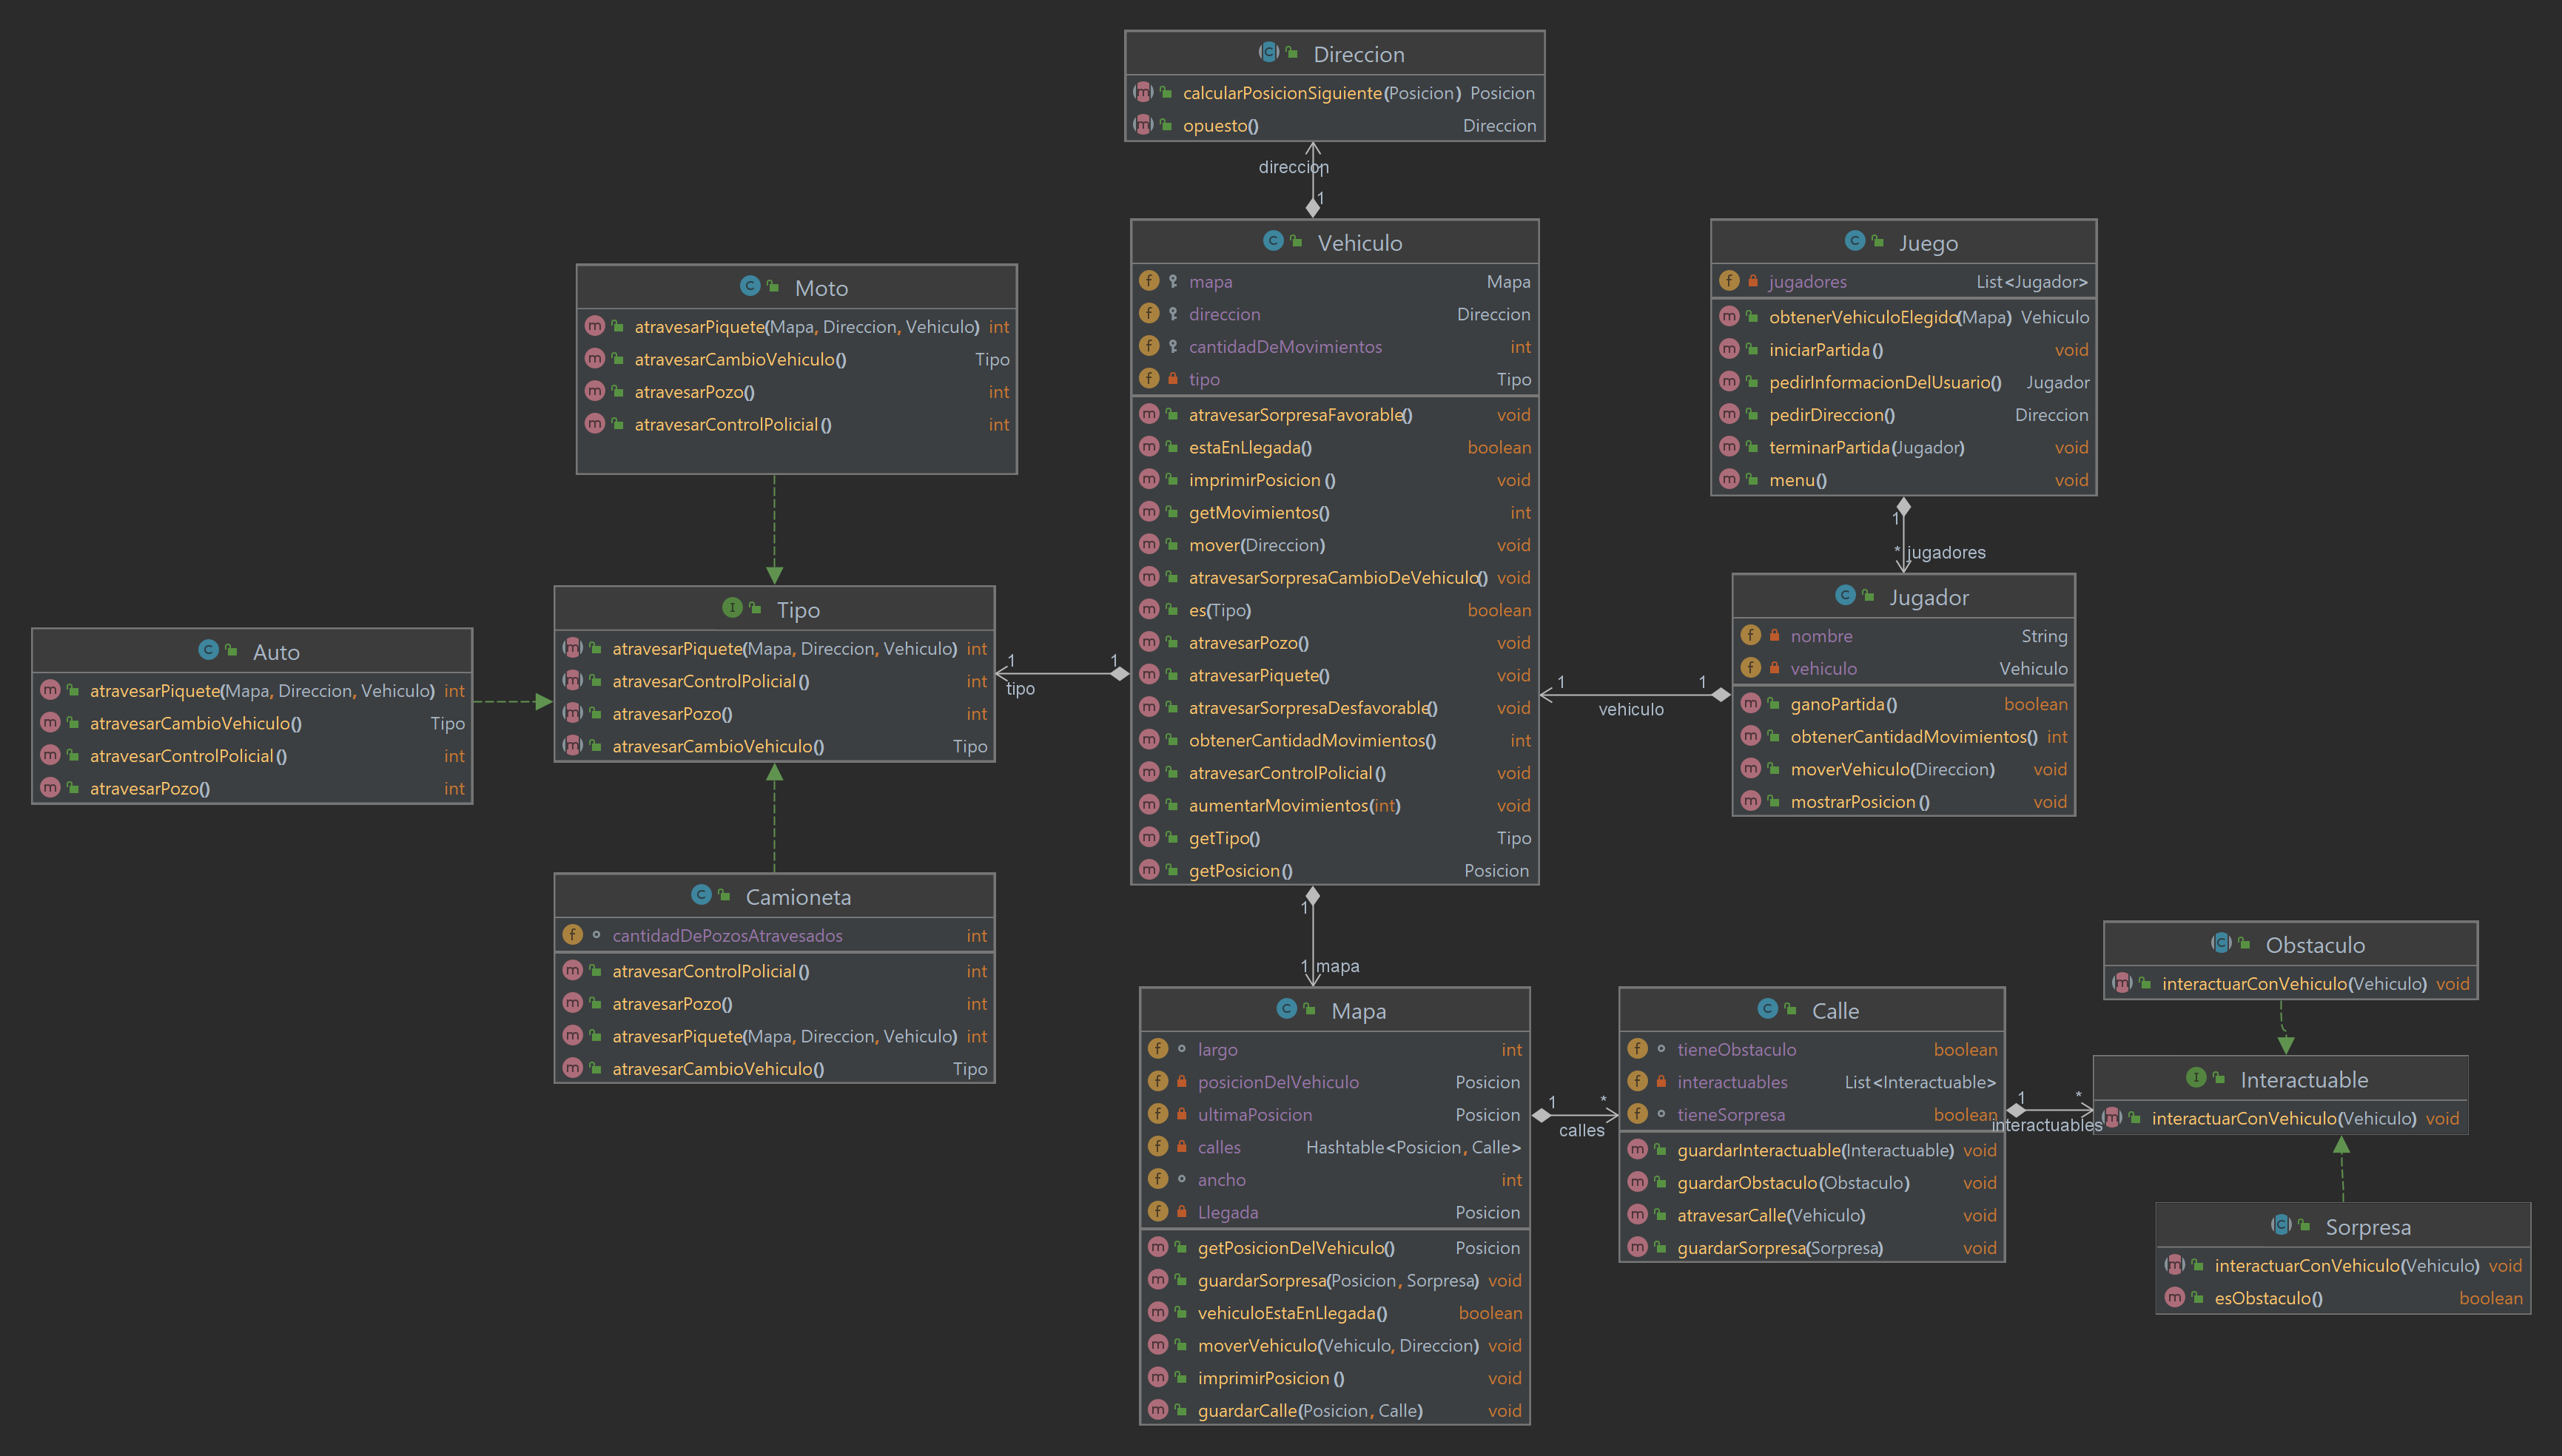 Direccion
calcularPosicionSiguiente(Posicion) Posicion
opuesto() Direccion
direccion
1
1
Vehiculo
mapa Mapa
direccion Direccion
cantidadDeMovimientos int
tipo Tipo
atravesarSorpresaFavorable() void
estaEnLlegada() boolean
imprimirPosicion() void
getMovimientos() int
mover(Direccion) void
atravesarSorpresaCambioDeVehiculo() void
es(Tipo) boolean
atravesarPozo() void
atravesarPiquete() void
atravesarSorpresaDesfavorable() void
obtenerCantidadMovimientos() int
atravesarControlPolicial() void
aumentarMovimientos(int) void
getTipo() Tipo
getPosicion() Posicion
Juego
jugadores List<Jugador>
obtenerVehiculoElegido(Mapa) Vehiculo
iniciarPartida() void
pedirInformacionDelUsuario() Jugador
pedirDireccion() Direccion
terminarPartida(Jugador) void
menu() void
1
* jugadores
Jugador
nombre String
vehiculo Vehiculo
ganoPartida() boolean
obtenerCantidadMovimientos() int
moverVehiculo(Direccion) void
mostrarPosicion() void
1 1
vehiculo
Moto
atravesarPiquete(Mapa, Direccion, Vehiculo) int
atravesarCambioVehiculo() Tipo
atravesarPozo() int
atravesarControlPolicial() int
Tipo
atravesarPiquete(Mapa, Direccion, Vehiculo) int
atravesarControlPolicial() int
atravesarPozo() int
atravesarCambioVehiculo() Tipo
1 1
tipo
Auto
atravesarPiquete(Mapa, Direccion, Vehiculo) int
atravesarCambioVehiculo() Tipo
atravesarControlPolicial() int
atravesarPozo() int
Camioneta
cantidadDePozosAtravesados int
atravesarControlPolicial() int
atravesarPozo() int
atravesarPiquete(Mapa, Direccion, Vehiculo) int
atravesarCambioVehiculo() Tipo
1
1 mapa
Mapa
largo int
posicionDelVehiculo Posicion
ultimaPosicion Posicion
calles Hashtable<Posicion, Calle>
ancho int
Llegada Posicion
getPosicionDelVehiculo() Posicion
guardarSorpresa(Posicion, Sorpresa) void
vehiculoEstaEnLlegada() boolean
moverVehiculo(Vehiculo, Direccion) void
imprimirPosicion() void
guardarCalle(Posicion, Calle) void
1 *
calles
Calle
tieneObstaculo boolean
interactuables List<Interactuable>
tieneSorpresa boolean
guardarInteractuable(Interactuable) void
guardarObstaculo(Obstaculo) void
atravesarCalle(Vehiculo) void
guardarSorpresa(Sorpresa) void
1 *
interactuables
Obstaculo
interactuarConVehiculo(Vehiculo) void
Interactuable
interactuarConVehiculo(Vehiculo) void
Sorpresa
interactuarConVehiculo(Vehiculo) void
esObstaculo() boolean